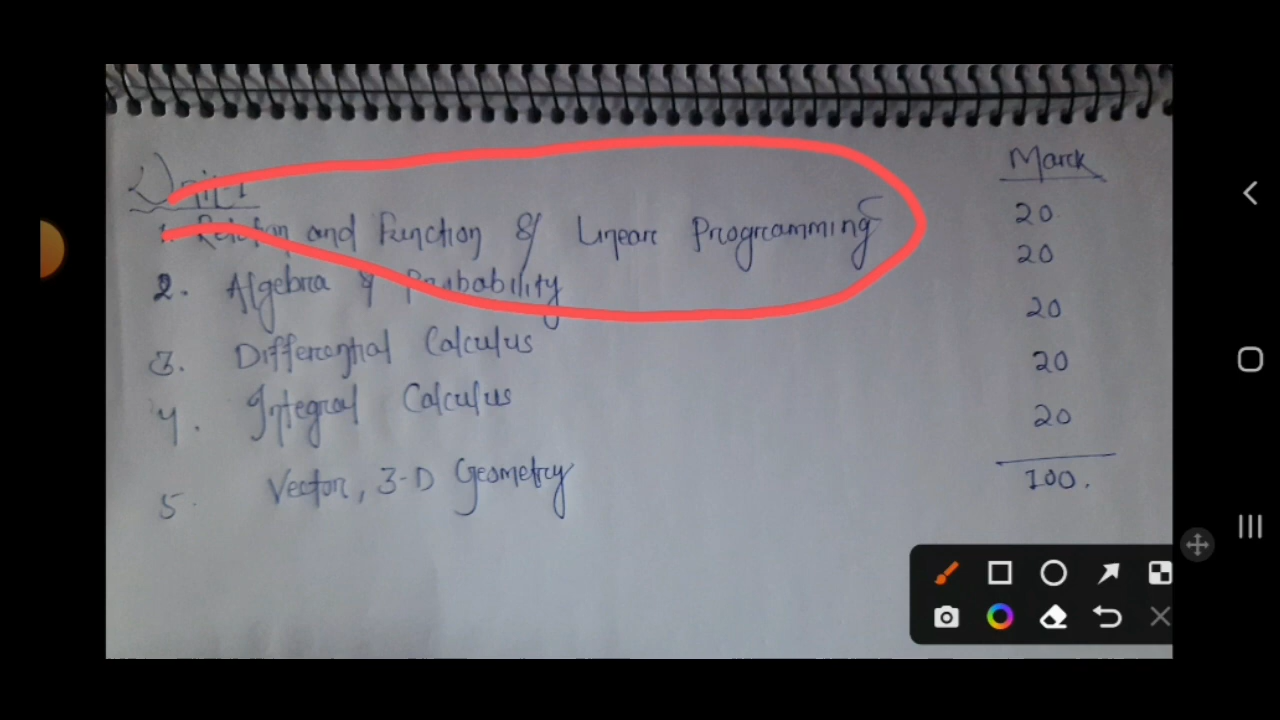 Unit
Marck
1. Relation and Function & Linear Programming
20
2. Algebra & Probability
20
3. Differential Calculus
20
4. Integral Calculus
20
5. Vector, 3-D Geometry
20
100.